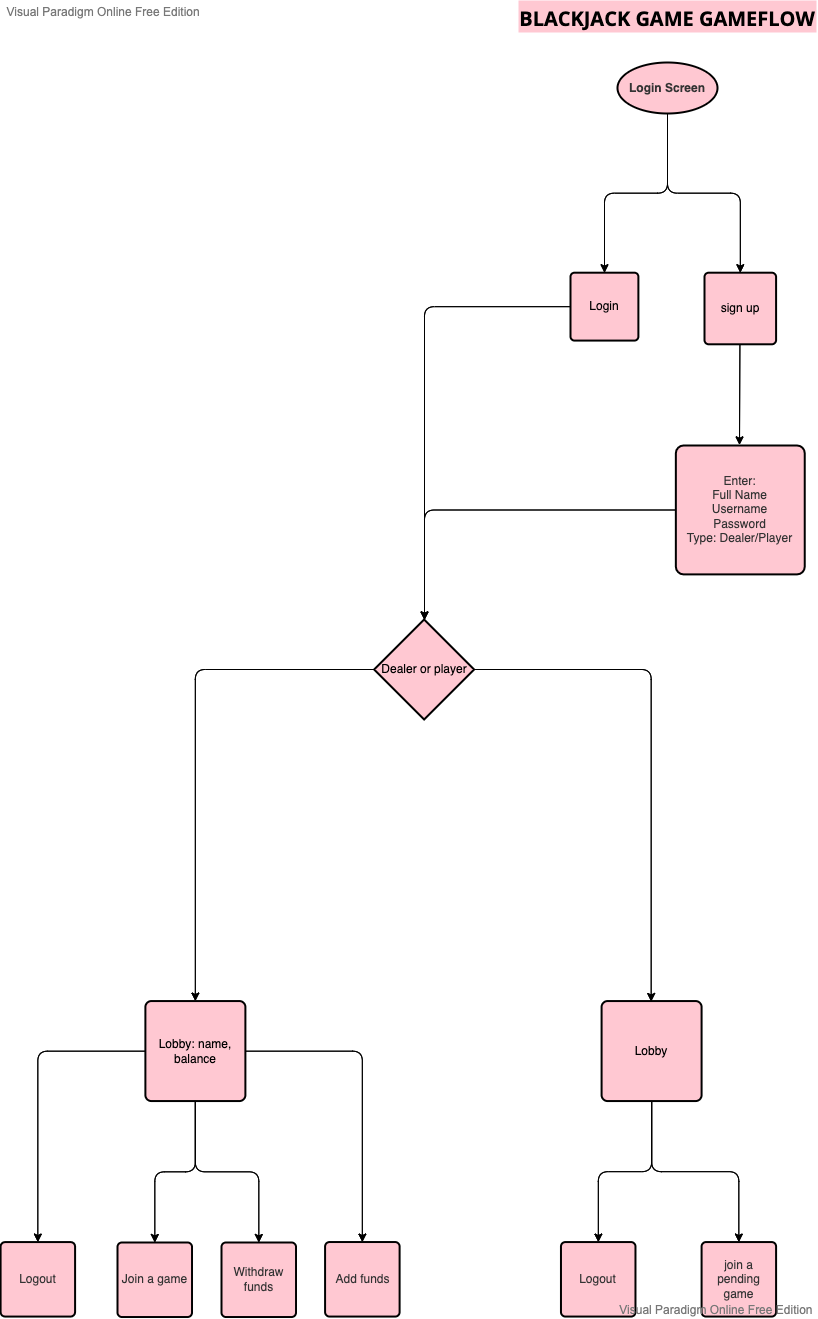 Visual Paradigm Online Free Edition
BLACKJACK GAME GAMEFLOW
Login Screen
Login
sign up
Enter:
Full Name
Username
Password
Type: Dealer/Player
Dealer or player
Lobby: name,
balance
Lobby
Logout
Join a game
Withdraw
funds
Add funds
Logout
join a
pending
game
Visual Paradigm Online Free Edition